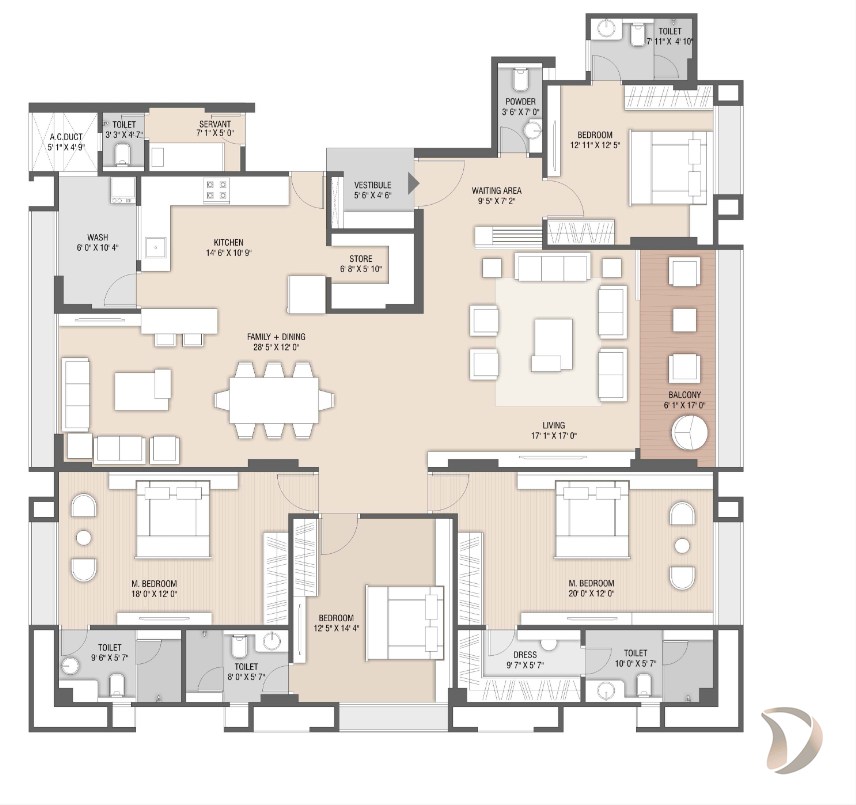 TOILET
7' 11" X 4' 10"
POWDER
3' 6" X 7' 0"
BEDROOM
12' 11" X 12' 5"
A.C.DUCT
5' 1" X 4' 9"
TOILET
3' 3" X 4' 7"
SERVANT
7' 1" X 5' 0"
VESTIBULE
5' 6" X 4' 6"
WAITING AREA
9' 5" X 7' 2"
WASH
6' 0" X 10' 4"
KITCHEN
14' 6" X 10' 9"
STORE
6' 8" X 5' 10"
FAMILY + DINING
28' 5" X 12' 0"
BALCONY
6' 1" X 17' 0"
LIVING
17' 1" X 17' 0"
M. BEDROOM
18' 0" X 12' 0"
M. BEDROOM
20' 0" X 12' 0"
BEDROOM
12' 5" X 14' 4"
TOILET
9' 6" X 5' 7"
TOILET
8' 0" X 5' 7"
DRESS
9' 7" X 5' 7"
TOILET
10' 0" X 5' 7"